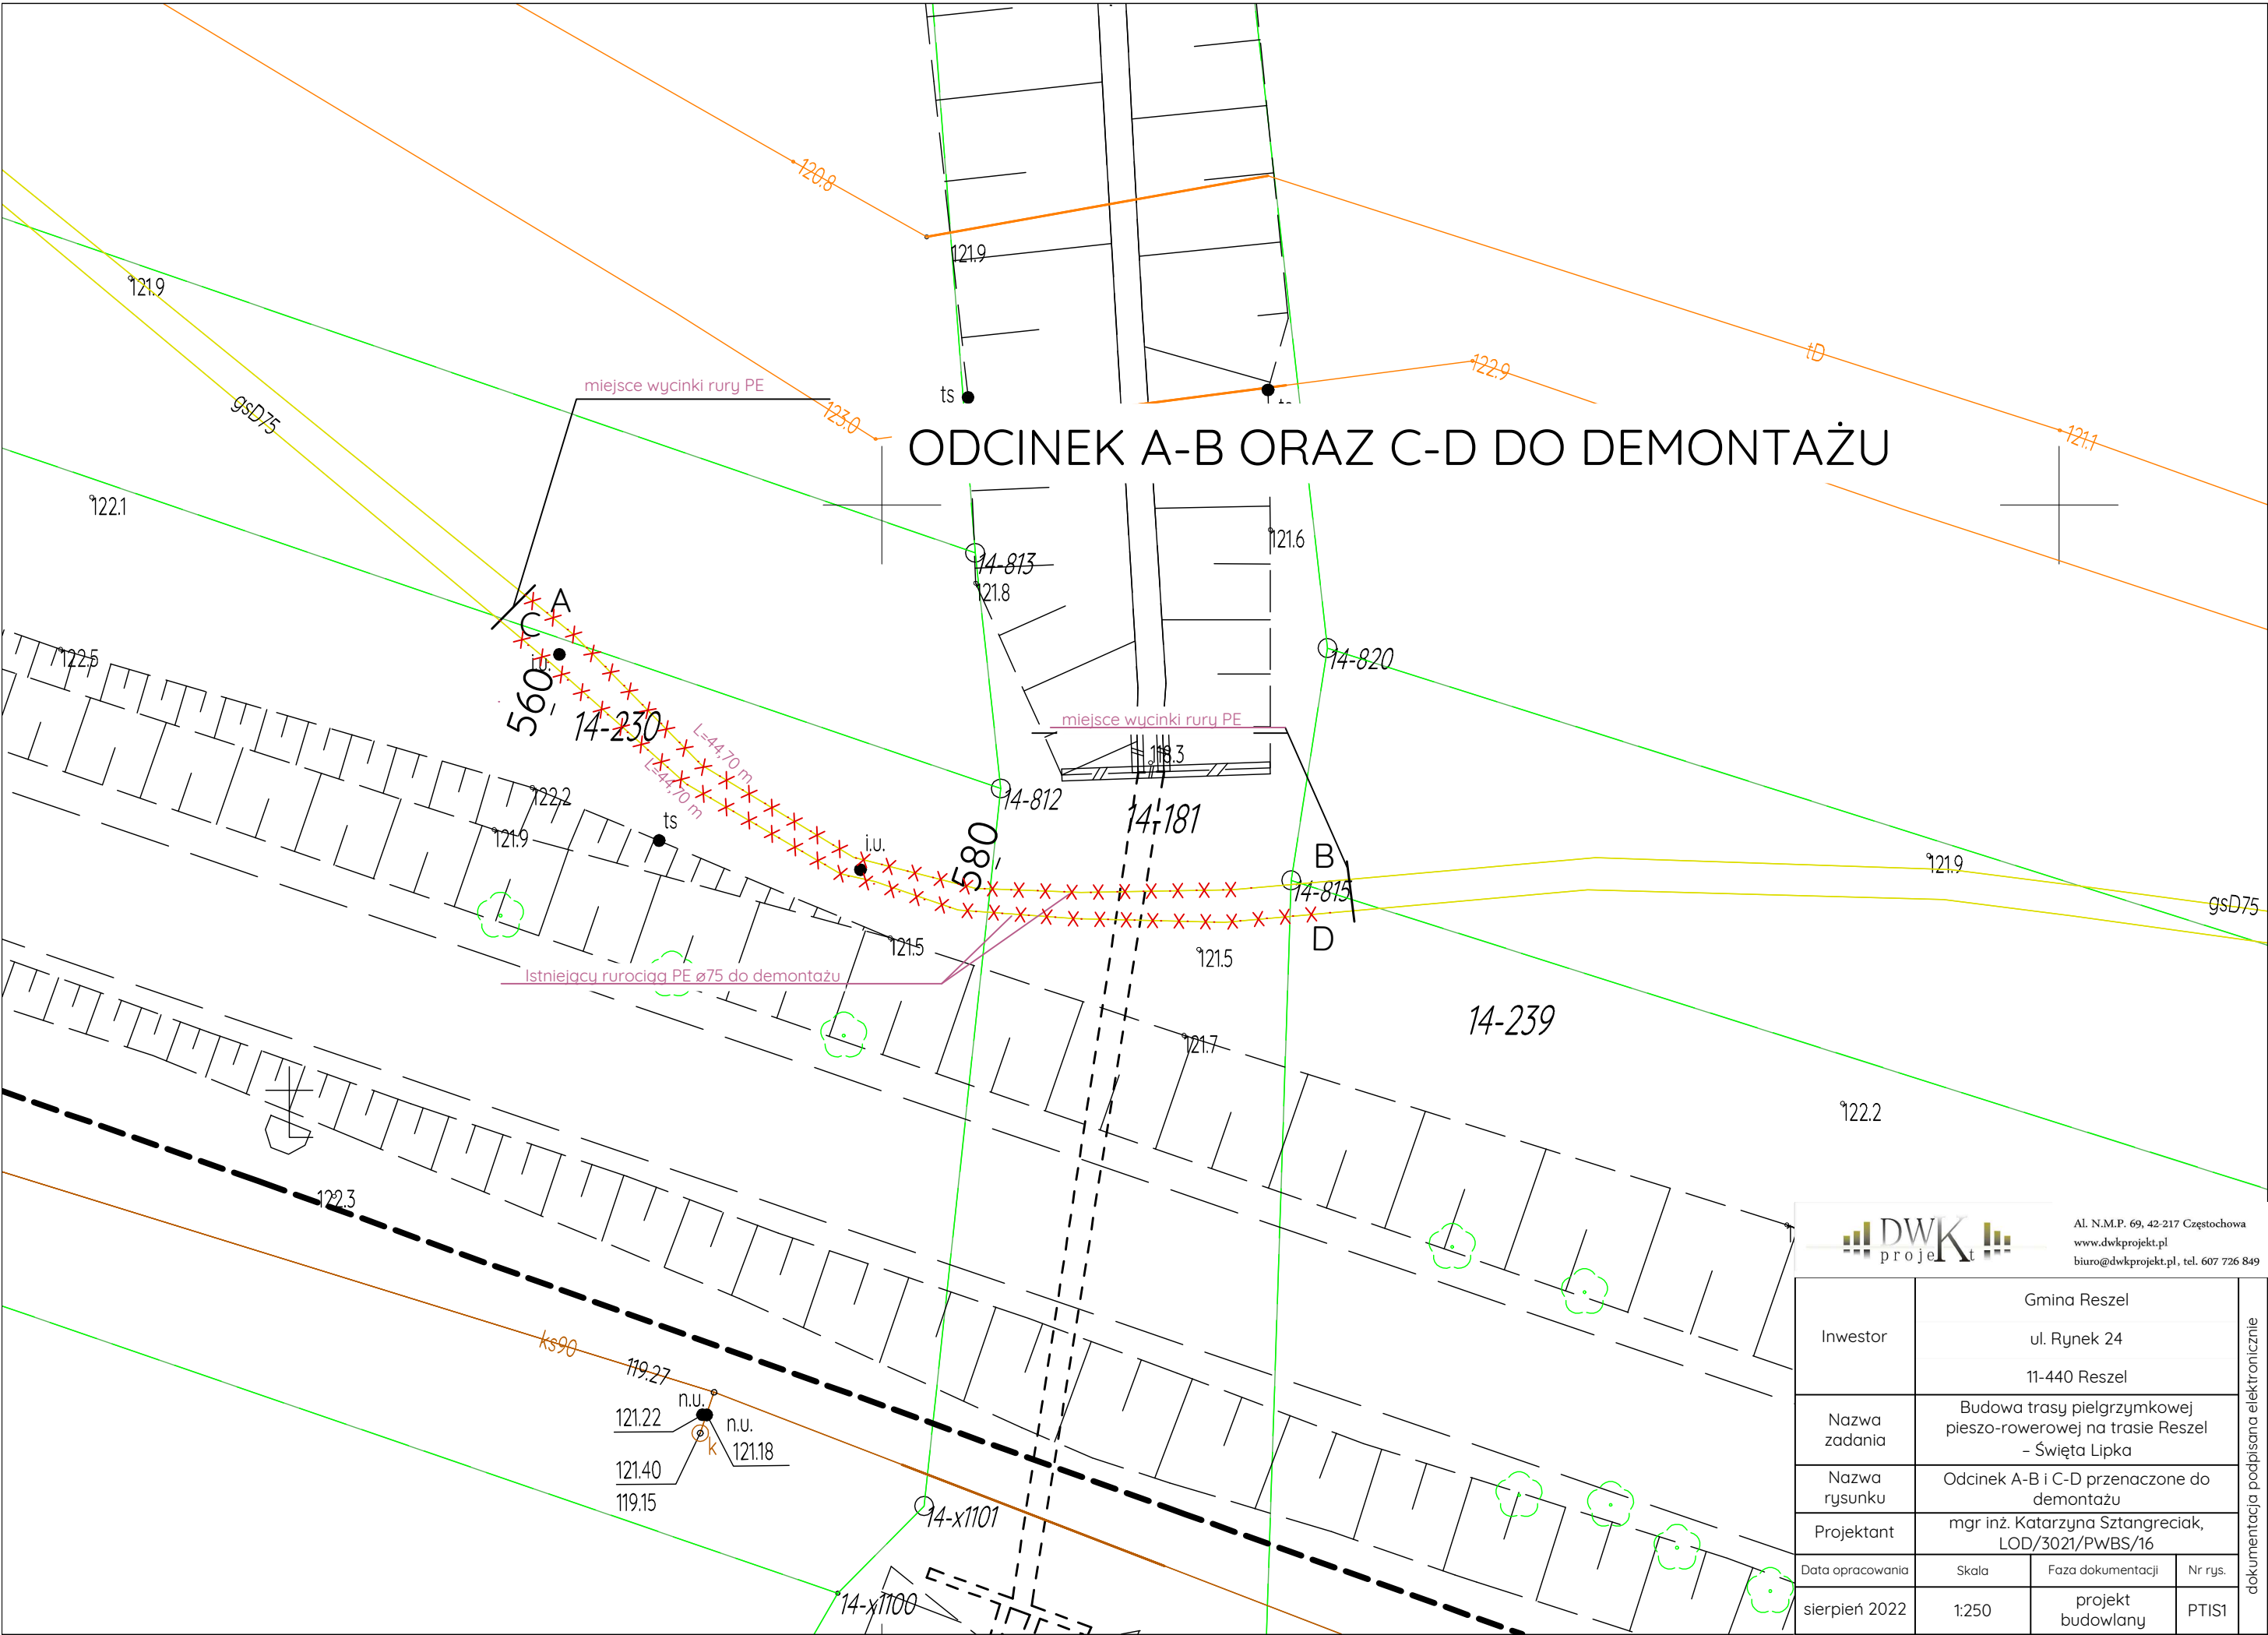 120.8
121.9
121.9
tD
122.9
miejsce wycinki rury PE
ts
123.0
gsD75
121.1
ODCINEK A-B ORAZ C-D DO DEMONTAŻU
122.1
121.6
14-813
121.8
A
C
i.u.
122.5
14-820
560
14-230
L=44,70 m
L=44,70 m
miejsce wycinki rury PE
118.3
122.2
14-812
14-181
ts
121.9
i.u.
580
B
14-815
121.9
gsD75
D
121.5
121.5
Istniejący rurociąg PE ø75 do demontażu
14-239
121.7
122.2
122.3
ks90
119.27
n.u.
121.22
n.u.
k
121.18
121.40
119.15
14-x1101
14-x1100
DWK
projekt
Al. N.M.P. 69, 42-217 Częstochowa
www.dwkprojekt.pl
biuro@dwkprojekt.pl, tel. 607 726 849
Inwestor
Gmina Reszel
ul. Rynek 24
11-440 Reszel
Nazwa
zadania
Budowa trasy pielgrzymkowej
pieszo-rowerowej na trasie Reszel
– Święta Lipka
Nazwa
rysunku
Odcinek A-B i C-D przenaczone do
demontażu
Projektant
mgr inż. Katarzyna Sztangreciak,
LOD/3021/PWBS/16
Data opracowania
Skala
Faza dokumentacji
Nr rys.
sierpień 2022
1:250
projekt
budowlany
PTIS1
dokumentacja podpisana elektronicznie